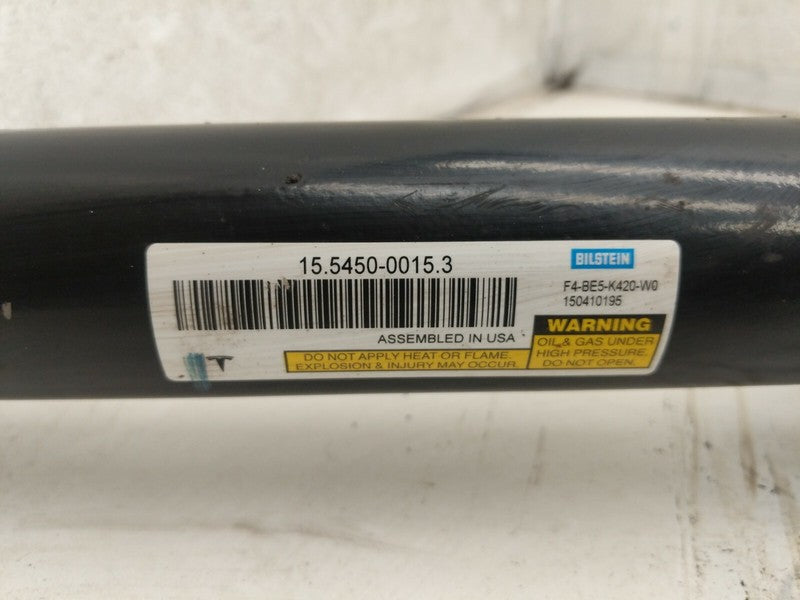 15.5450-0015.3
BILSTEIN
F4-BE5-K420-W0
150410195
ASSEMBLED IN USA
WARNING
OIL & GAS UNDER
HIGH PRESSURE.
DO NOT OPEN.
DO NOT APPLY HEAT OR FLAME.
EXPLOSION & INJURY MAY OCCUR.